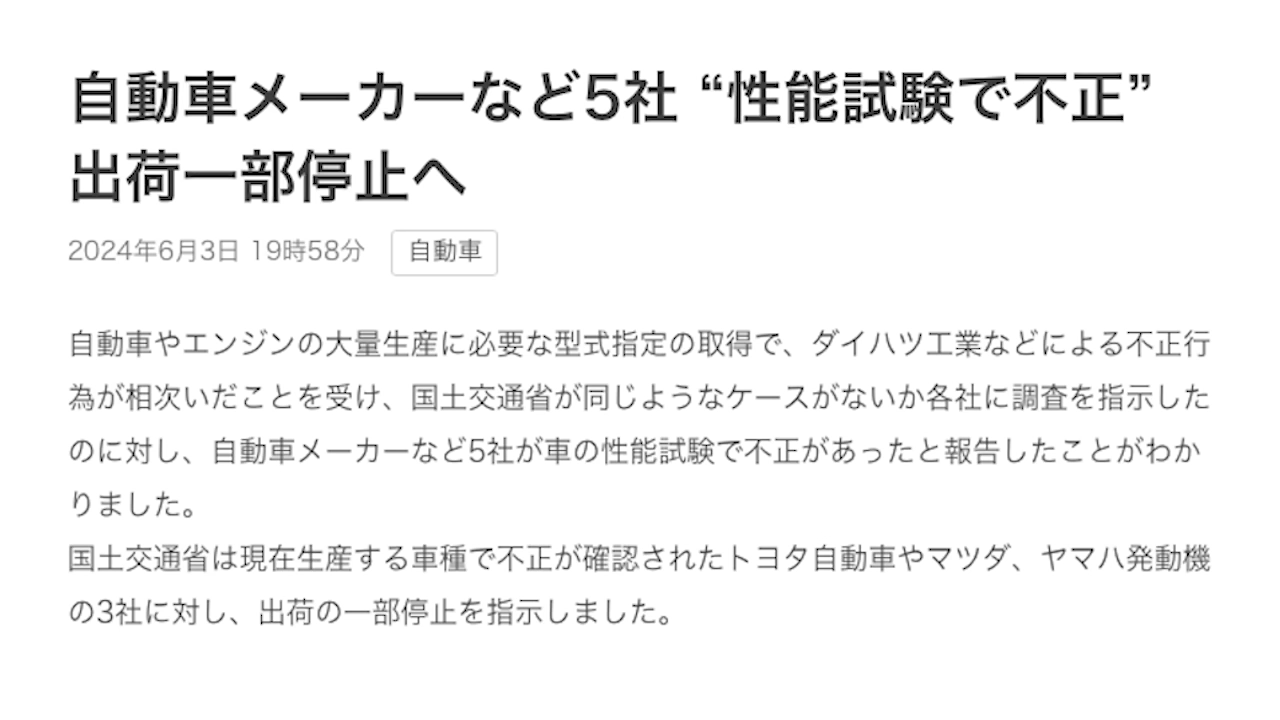 自動車メーカーなど5社 “性能試験で不正”
出荷一部停止へ
2024年6月3日 19時58分 自動車
自動車やエンジンの大量生産に必要な型式指定の取得で、ダイハツ工業などによる不正行
為が相次いだことを受け、国土交通省が同じようなケースがないか各社に調査を指示した
のに対し、自動車メーカーなど5社が車の性能試験で不正があったと報告したことがわか
りました。
国土交通省は現在生産する車種で不正が確認されたトヨタ自動車やマツダ、ヤマハ発動機
の3社に対し、出荷の一部停止を指示しました。